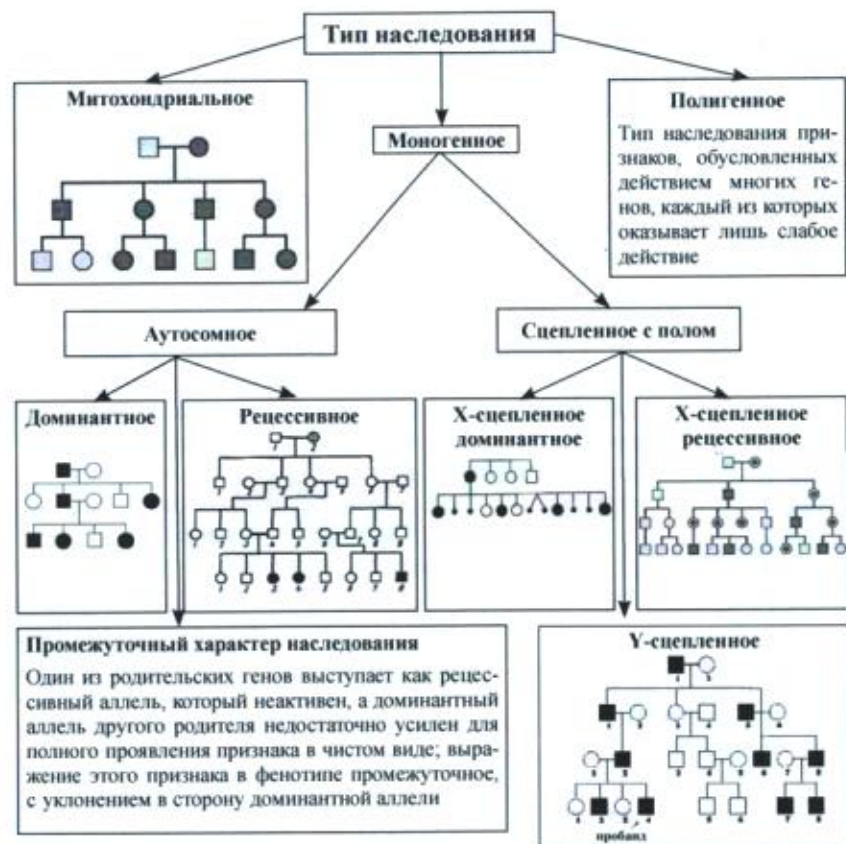 Тип наследования
Митохондриальное
Моногенное
Полигенное
Тип наследования при-
знаков, обусловленных
действием многих ге-
нов, каждый из которых
оказывает лишь слабое
действие
Аутосомное
Сцепленное с полом
Доминантное
Рецессивное
X-сцепленное
доминантное
X-сцепленное
рецессивное
Промежуточный характер наследования
Один из родительских генов выступает как рецес-
сивный аллель, который неактивен, а доминантный
аллель другого родителя недостаточно усилен для
полного проявления признака в чистом виде; выра-
жение этого признака в фенотипе промежуточное,
с уклонением в сторону доминантной аллели
Y-сцепленное
пробанд